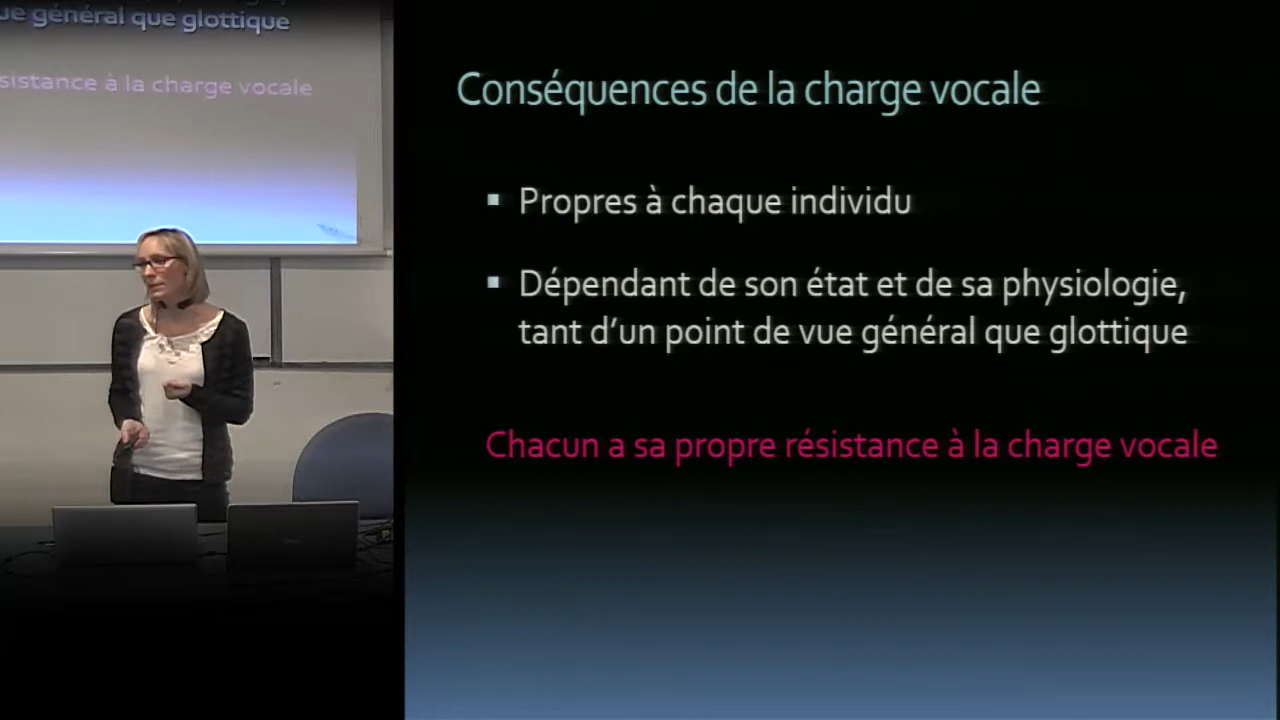 ue général que glottique
sistance à la charge vocale
Conséquences de la charge vocale
Propres à chaque individu
Dépendant de son état et de sa physiologie,
tant d'un point de vue général que glottique
Chacun a sa propre résistance à la charge vocale